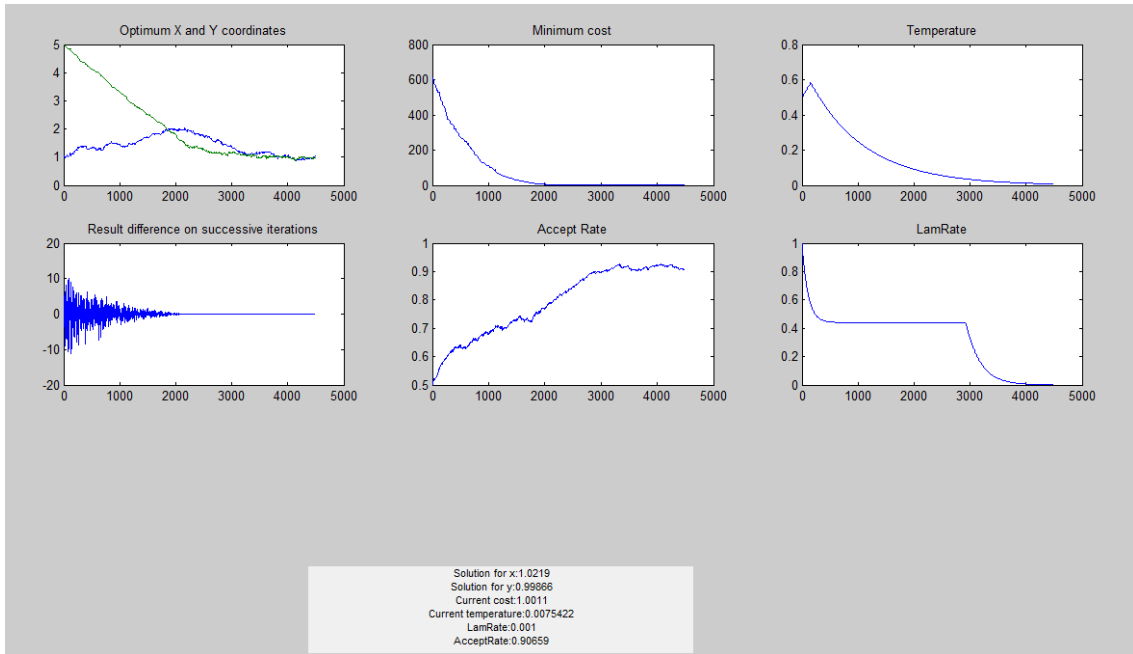 Optimum X and Y coordinates
5
4
3
2
1
0
0 1000 2000 3000 4000 5000
Minimum cost
800
600
400
200
0
0 1000 2000 3000 4000 5000
Temperature
0.8
0.6
0.4
0.2
0
0 1000 2000 3000 4000 5000
Result difference on successive iterations
20
10
0
-10
-20
0 1000 2000 3000 4000 5000
Accept Rate
1
0.9
0.8
0.7
0.6
0.5
0 1000 2000 3000 4000 5000
LamRate
1
0.8
0.6
0.4
0.2
0
0 1000 2000 3000 4000 5000
Solution for x:1.0219
Solution for y:0.99866
Current cost:1.0011
Current temperature:0.0075422
LamRate:0.001
AcceptRate:0.90659